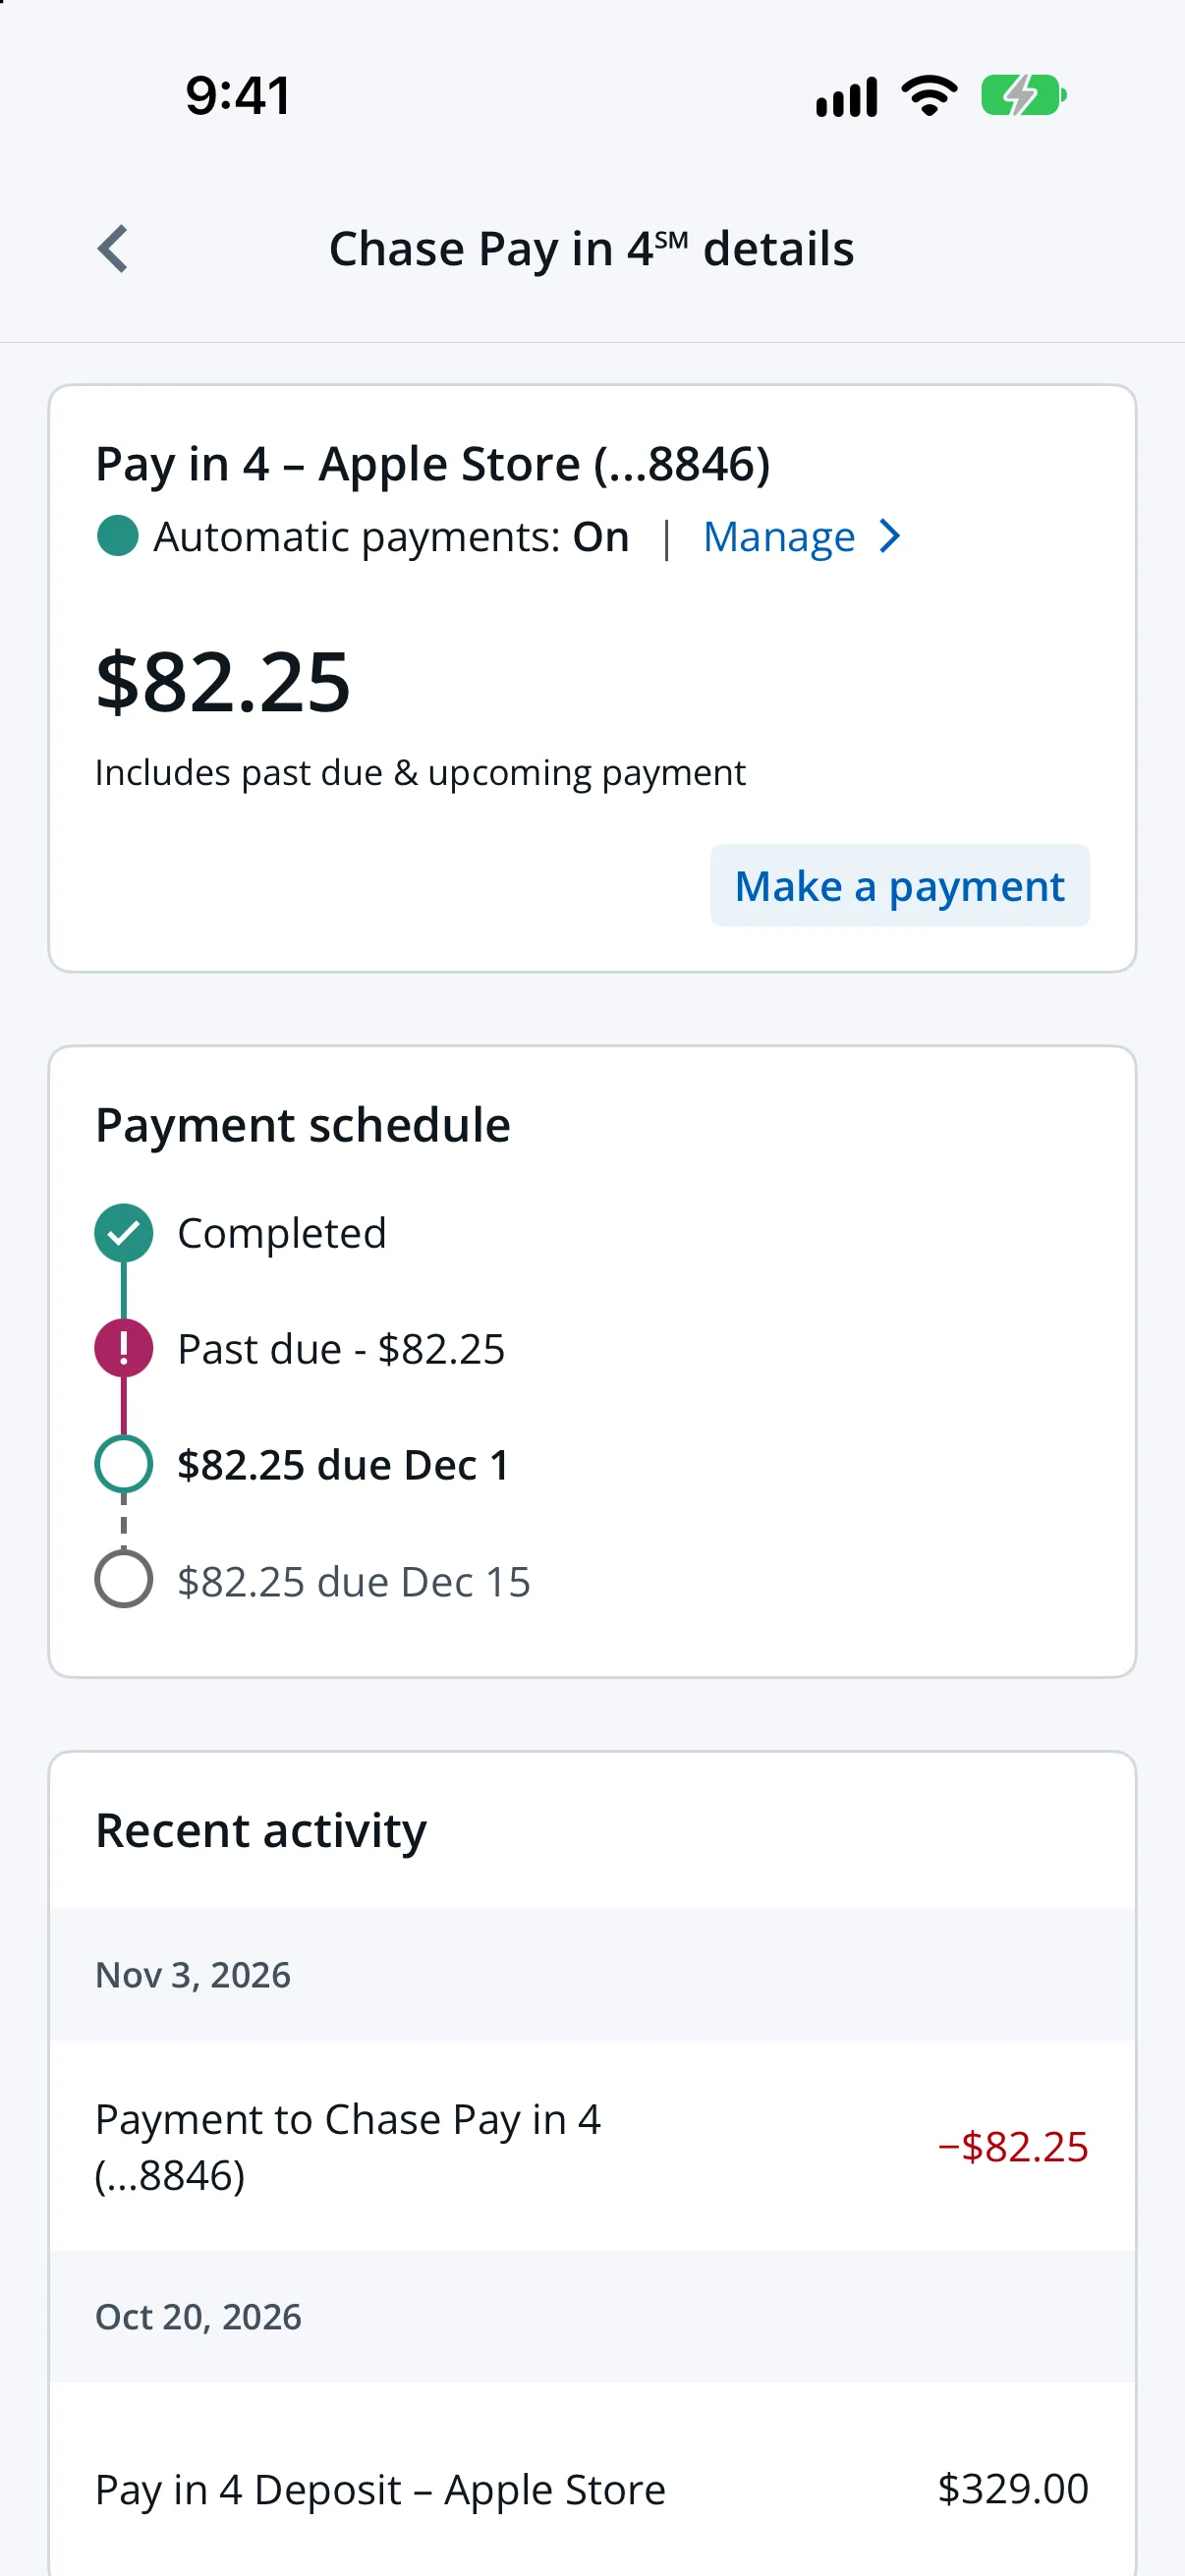 9:41
Chase Pay in 4℠ details
Pay in 4 – Apple Store (...8846)
Automatic payments: On | Manage
$82.25
Includes past due & upcoming payment
Make a payment
Payment schedule
Completed
Past due - $82.25
$82.25 due Dec 1
$82.25 due Dec 15
Recent activity
Nov 3, 2026
Payment to Chase Pay in 4
(...8846)
−$82.25
Oct 20, 2026
Pay in 4 Deposit – Apple Store
$329.00